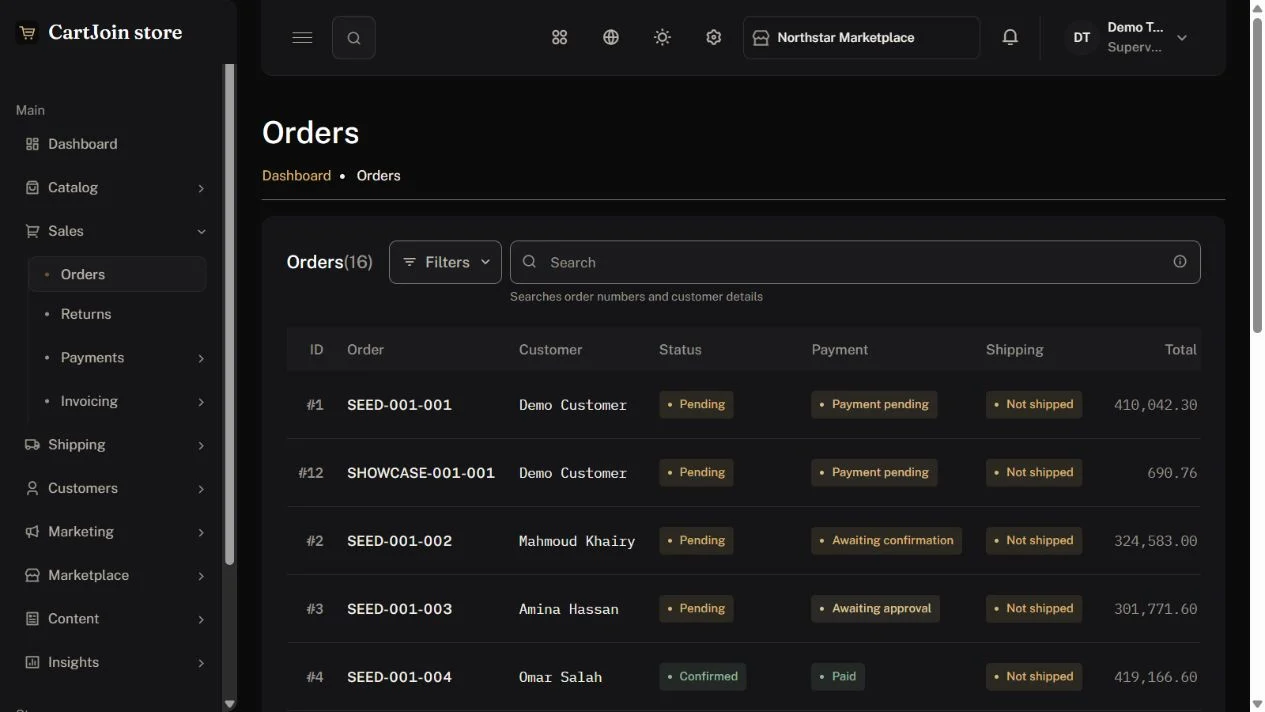 CartJoin store
Northstar Marketplace
DT
Demo T...
Superv...
Main
Dashboard
Catalog
Sales
Orders
Returns
Payments
Invoicing
Shipping
Customers
Marketing
Marketplace
Content
Insights
Orders
Dashboard • Orders
Orders(16)
Filters
Search
Searches order numbers and customer details
ID Order Customer Status Payment Shipping Total
#1 SEED-001-001 Demo Customer Pending Payment pending Not shipped 410,042.30
#12 SHOWCASE-001-001 Demo Customer Pending Payment pending Not shipped 690.76
#2 SEED-001-002 Mahmoud Khairy Pending Awaiting confirmation Not shipped 324,583.00
#3 SEED-001-003 Amina Hassan Pending Awaiting approval Not shipped 301,771.60
#4 SEED-001-004 Omar Salah Confirmed Paid Not shipped 419,166.60